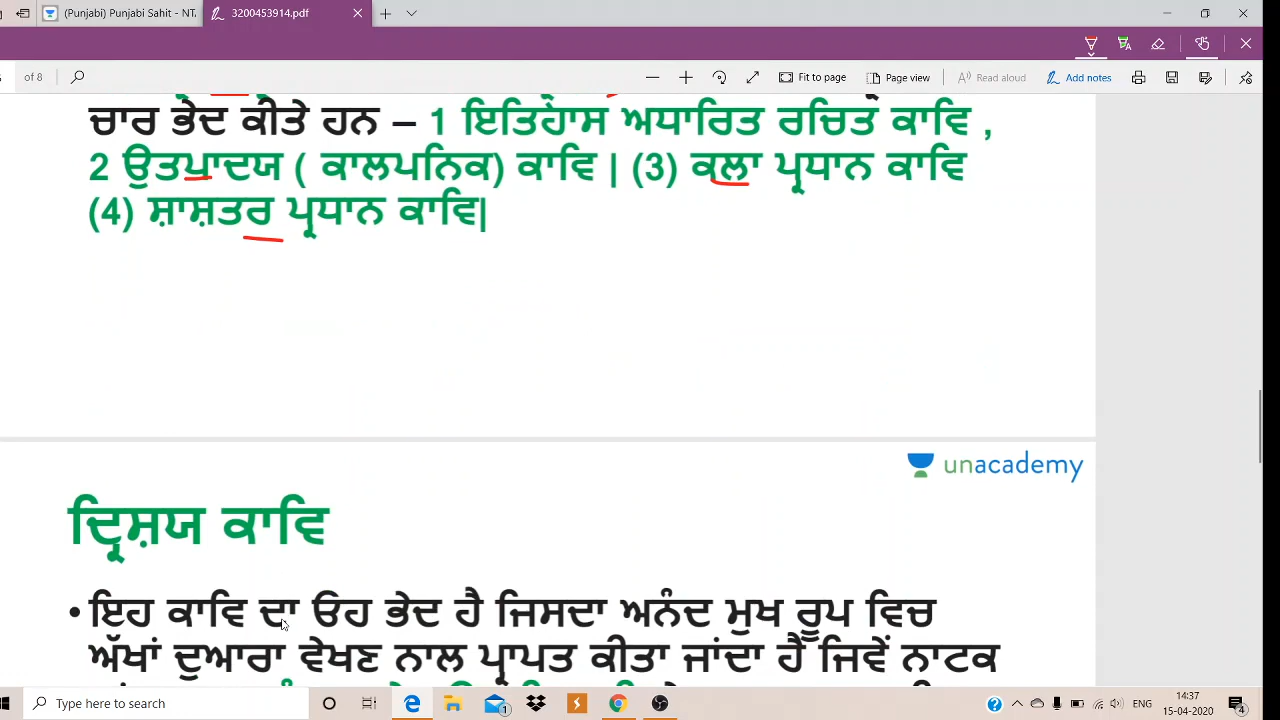 (Punjab) Punjabi Sahit - NT.
3200453914.pdf
of 8
Fit to page
Page view
Read aloud
Add notes
ਚਾਰ ਭੇਦ ਕੀਤੇ ਹਨ – 1 ਇਤਿਹਾਸ ਅਧਾਰਿਤ ਰਚਿਤ ਕਾਵਿ ,
2 ਉਤਪਾਦਯ ( ਕਾਲਪਨਿਕ) ਕਾਵਿ | (3) ਕਲਾ ਪ੍ਰਧਾਨ ਕਾਵਿ
(4) ਸ਼ਾਸ਼ਤਰ ਪ੍ਰਧਾਨ ਕਾਵਿ|
unacademy
ਦ੍ਰਿਸ਼ਯ ਕਾਵਿ
• ਇਹ ਕਾਵਿ ਦਾ ਓਹ ਭੇਦ ਹੈ ਜਿਸਦਾ ਅਨੰਦ ਮੁਖ ਰੂਪ ਵਿਚ
ਅੱਖਾਂ ਦੁਆਰਾ ਵੇਖਣ ਨਾਲ ਪ੍ਰਾਪਤ ਕੀਤਾ ਜਾਂਦਾ ਹੈ ਜਿਵੇਂ ਨਾਟਕ
Type here to search
ENG
14:37
15-04-2020